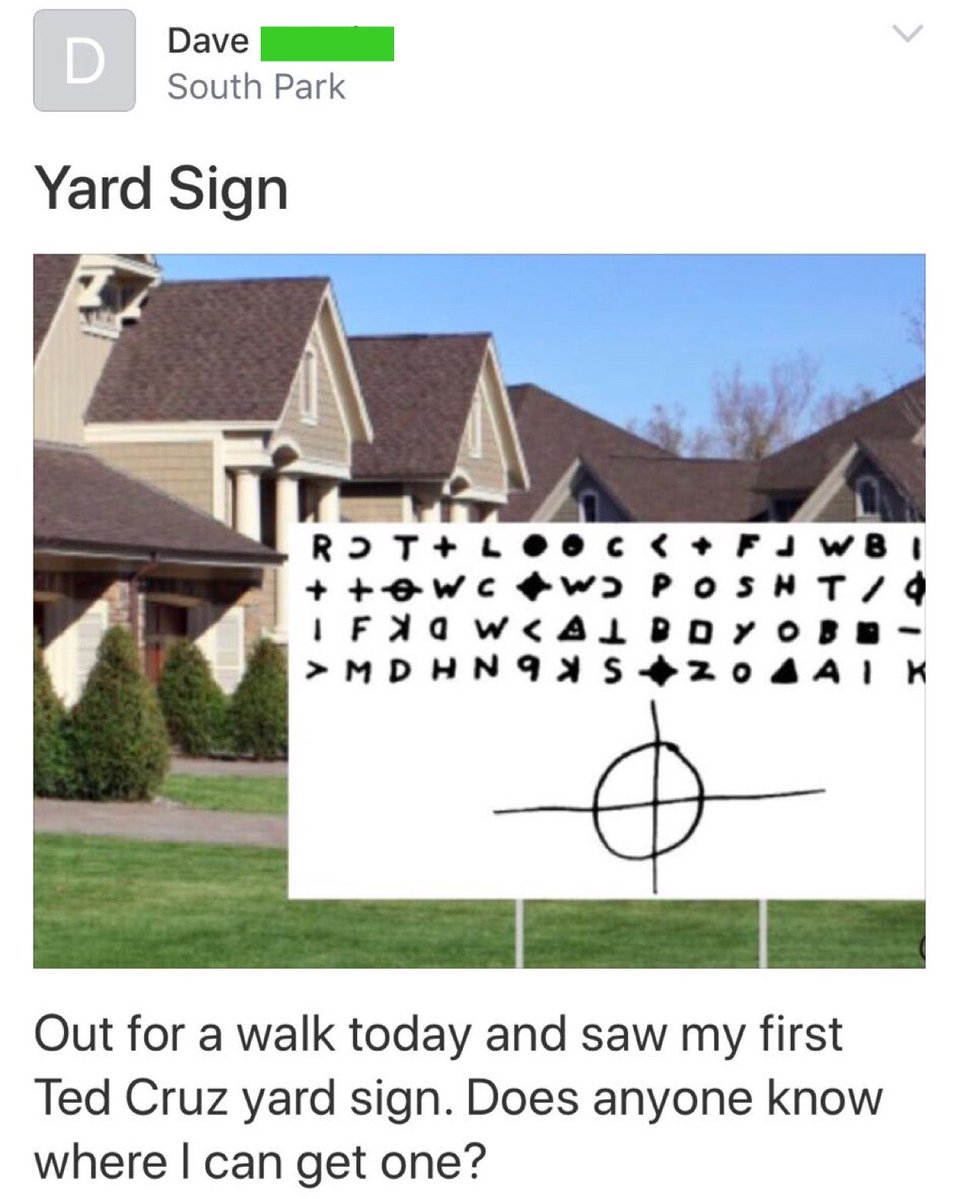 D
Dave
South Park
Yard Sign
R Ɔ T + L ● ● C < + F ⅃ W B I
+ + ⊖ W C ✦ W Ɔ P O S H T / Φ
I F ꓘ ᗡ W < ◬ ⊥ B □ Y O B ◘ -
> M D H N 9 ꓘ S ✦ Z O ◢ A I K
Out for a walk today and saw my first
Ted Cruz yard sign. Does anyone know
where I can get one?